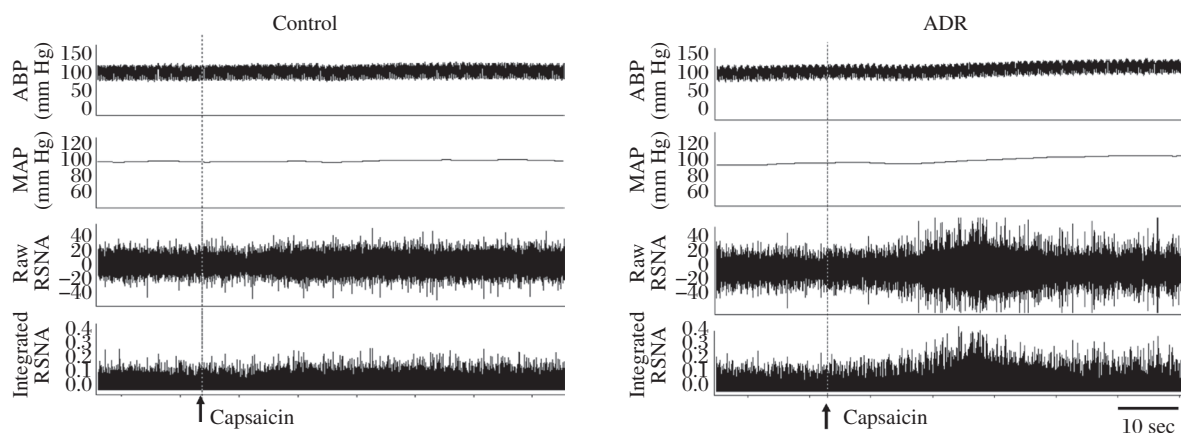 Control
ABP
(mm Hg)
150
100
50
0
MAP
(mm Hg)
120
100
80
60
Raw
RSNA
40
20
0
−20
−40
Integrated
RSNA
0.4
0.3
0.2
0.1
0.0
Capsaicin
ADR
ABP
(mm Hg)
150
100
50
0
MAP
(mm Hg)
120
100
80
60
Raw
RSNA
40
20
0
−20
−40
Integrated
RSNA
0.4
0.3
0.2
0.1
0.0
Capsaicin
10 sec